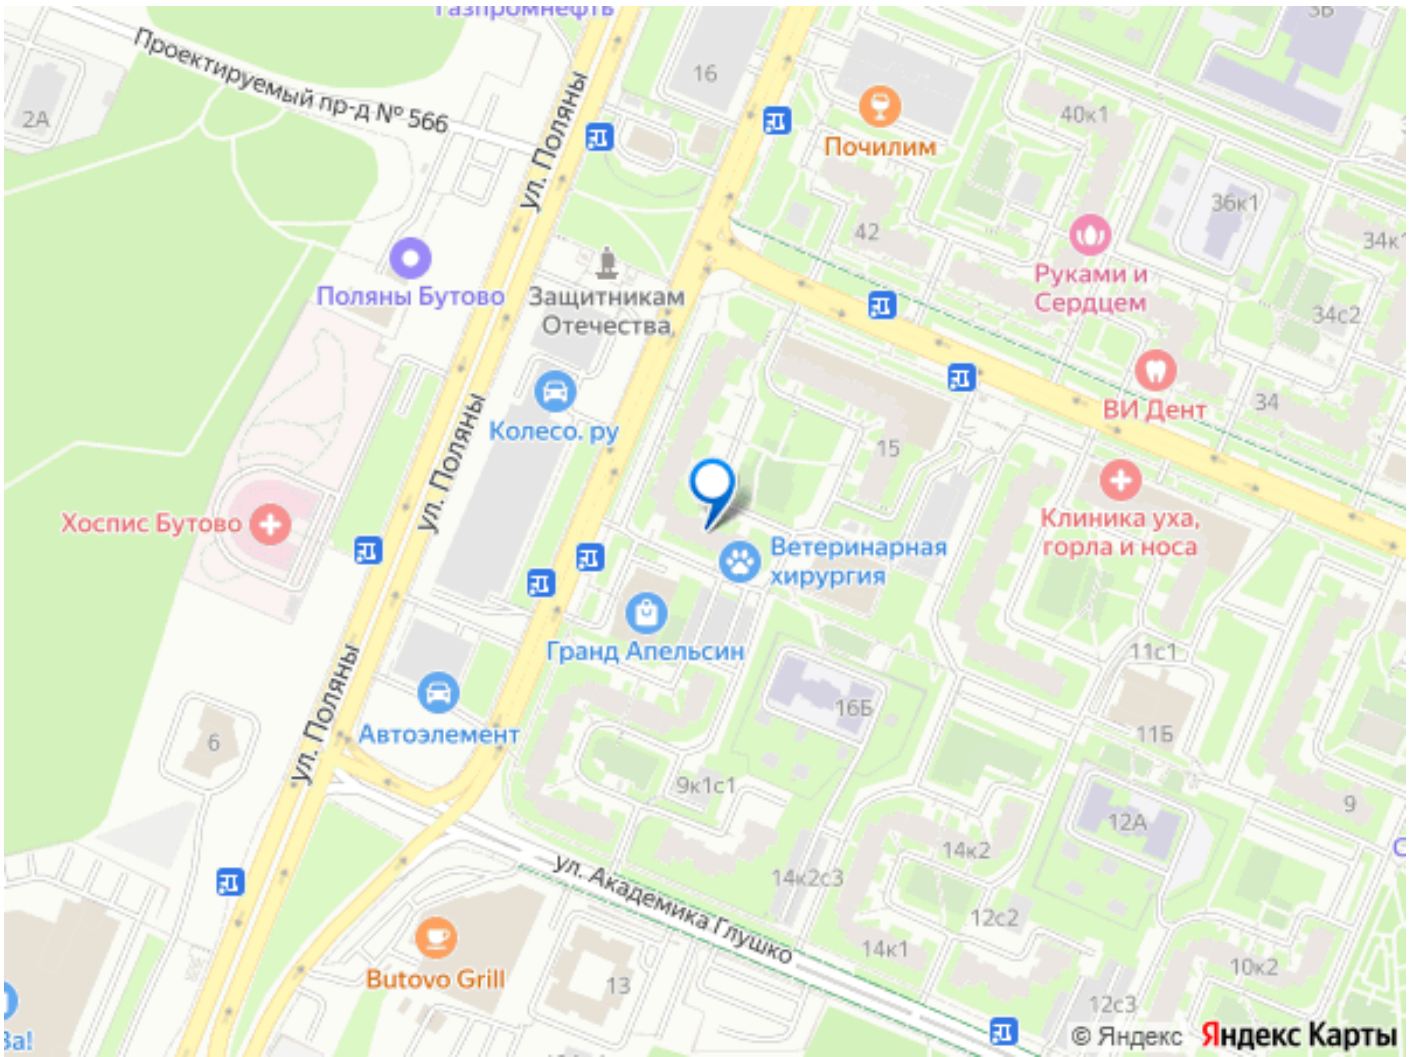 Газпромнефть
3Б
Проектируемый пр-д № 566
16
2А
40к1
Почилим
ул. Поляны
36к1
42
34к1
Руками и
Сердцем
Поляны Бутово
Защитникам
Отечества
34с2
ВИ Дент
34
Колесо. ру
15
ул. Поляны
Хоспис Бутово
Клиника уха,
горла и носа
Ветеринарная
хирургия
Гранд Апельсин
11с1
ул. Поляны
16Б
Автоэлемент
6
11Б
9к1с1
9
12А
14к2
С
ул. Академика Глушко
14к2с3
12с2
14к1
Butovo Grill
13
10к2
12с3
Ва!
© Яндекс Яндекс Карты